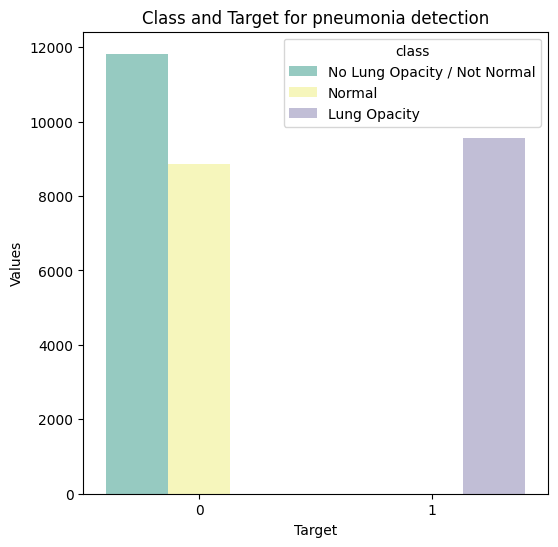 Class and Target for pneumonia detection
class
No Lung Opacity / Not Normal
Normal
Lung Opacity
12000
10000
8000
6000
4000
2000
0
Values
0 1
Target